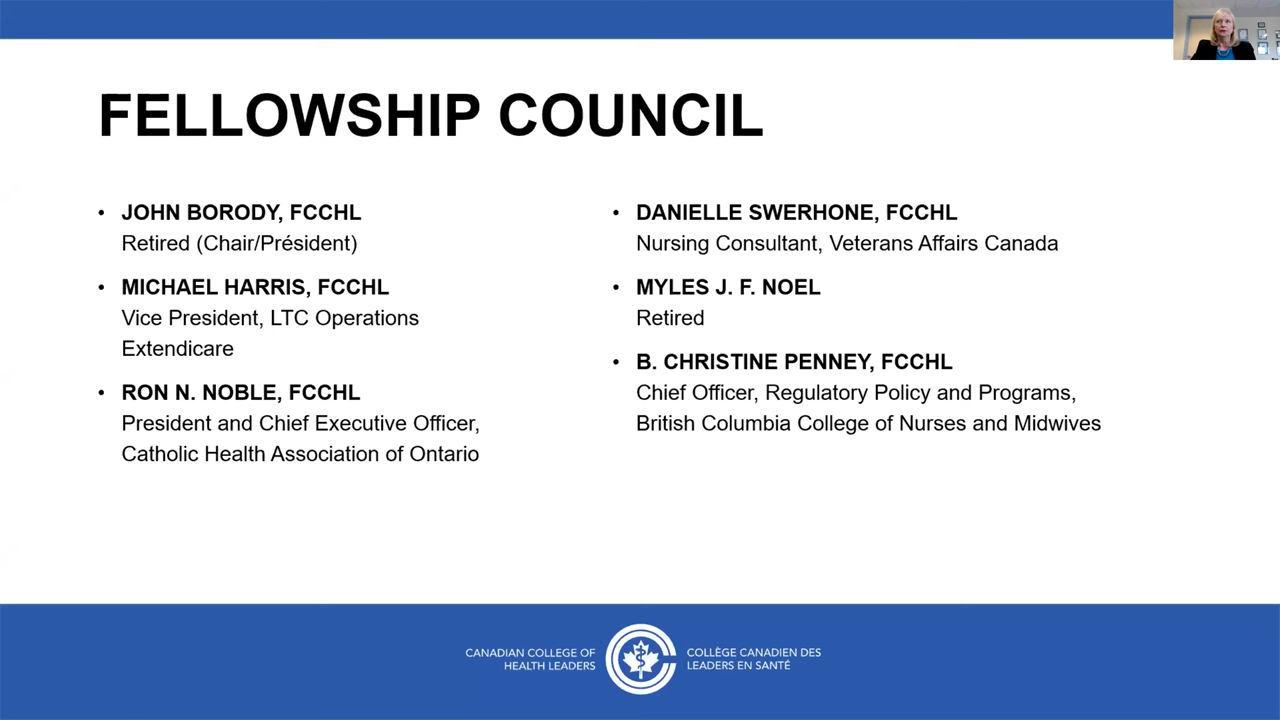 FELLOWSHIP COUNCIL
• JOHN BORODY, FCCHL
Retired (Chair/Président)
• MICHAEL HARRIS, FCCHL
Vice President, LTC Operations
Extendicare
• RON N. NOBLE, FCCHL
President and Chief Executive Officer,
Catholic Health Association of Ontario
• DANIELLE SWERHONE, FCCHL
Nursing Consultant, Veterans Affairs Canada
• MYLES J. F. NOEL
Retired
• B. CHRISTINE PENNEY, FCCHL
Chief Officer, Regulatory Policy and Programs,
British Columbia College of Nurses and Midwives
CANADIAN COLLEGE OF
HEALTH LEADERS
COLLÈGE CANADIEN DES
LEADERS EN SANTÉ